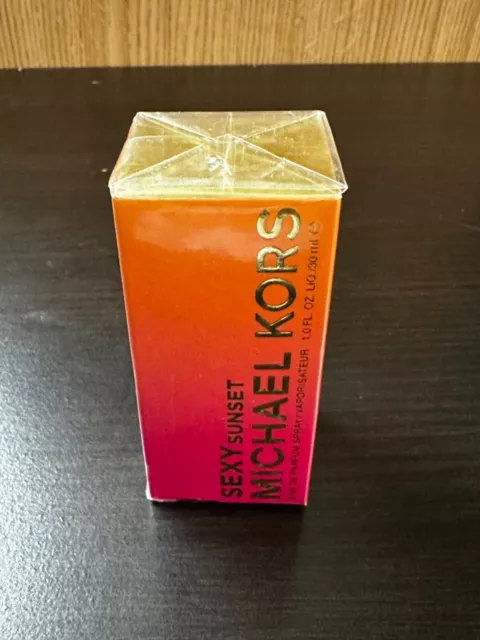 SEXY SUNSET
MICHAEL KORS
EAU DE PARFUM SPRAY/VAPORISATEUR 1.0 FL. OZ. LIQ./30 ml ℮